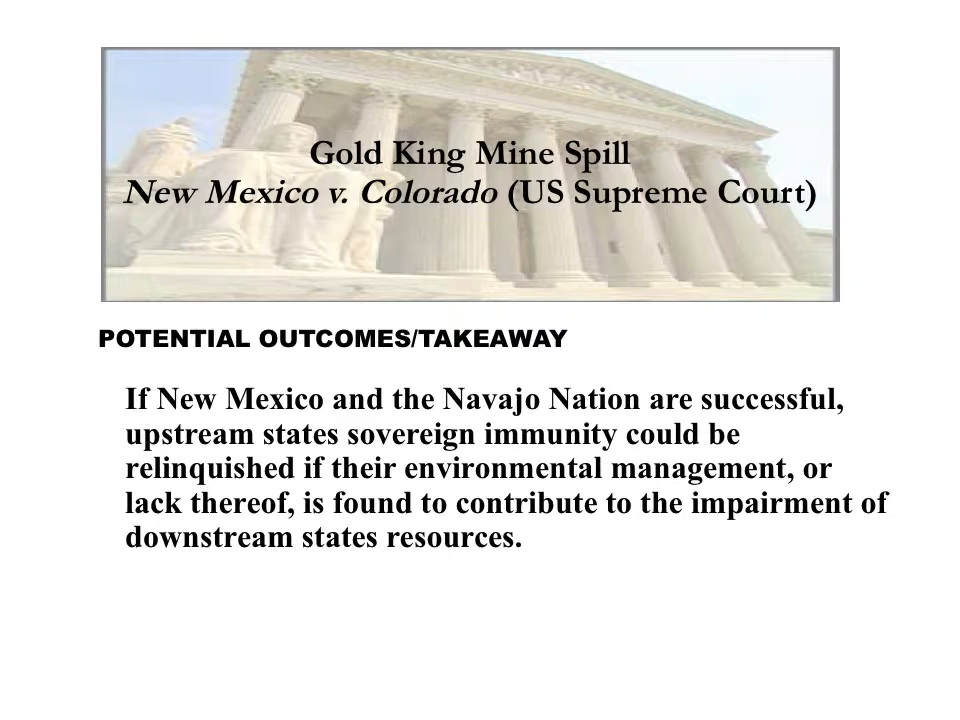 Gold King Mine Spill
New Mexico v. Colorado (US Supreme Court)
POTENTIAL OUTCOMES/TAKEAWAY
If New Mexico and the Navajo Nation are successful,
upstream states sovereign immunity could be
relinquished if their environmental management, or
lack thereof, is found to contribute to the impairment of
downstream states resources.